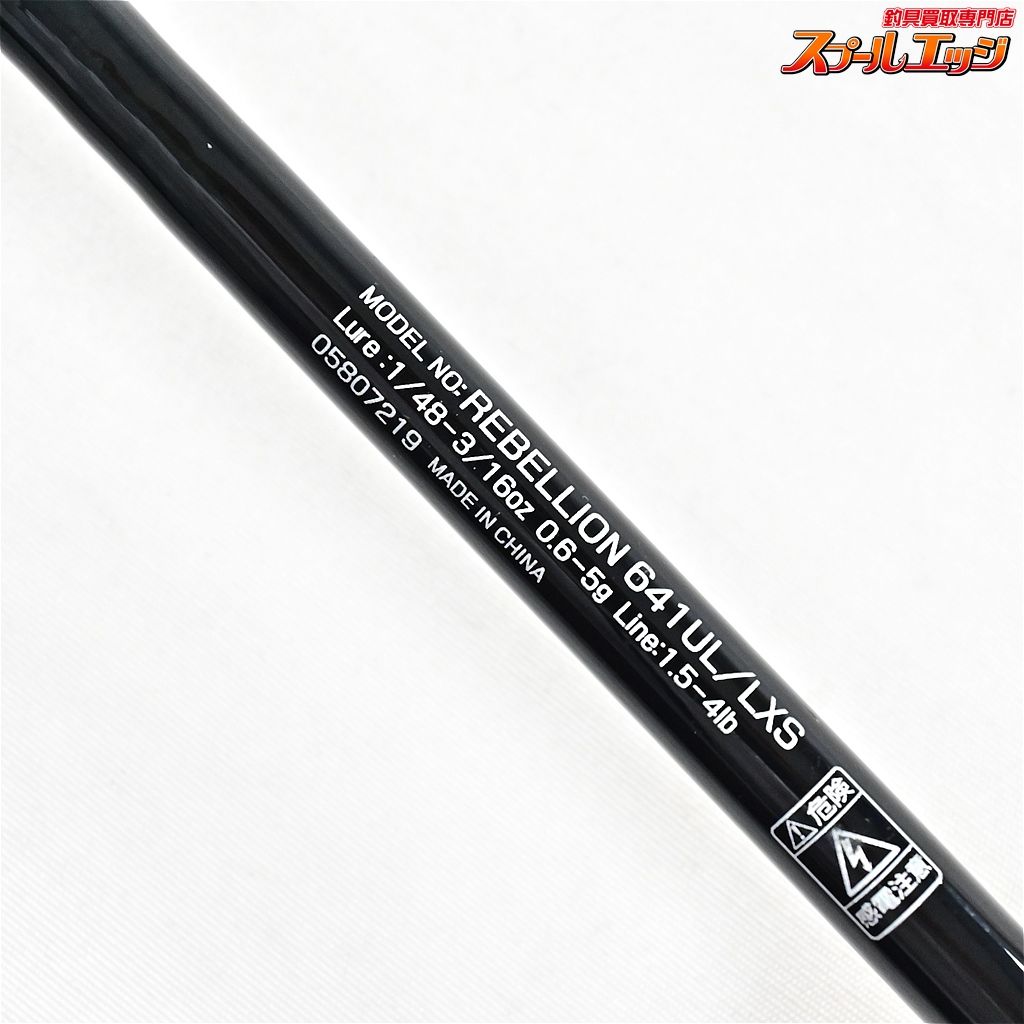 釣具買取専門店
スプールエッジ
MODEL NO: REBELLION 641UL/LXS
Lure :1/48-3/16oz 0.6-5g Line:1.5-4lb
05807219 MADE IN CHINA
危険
感電注意